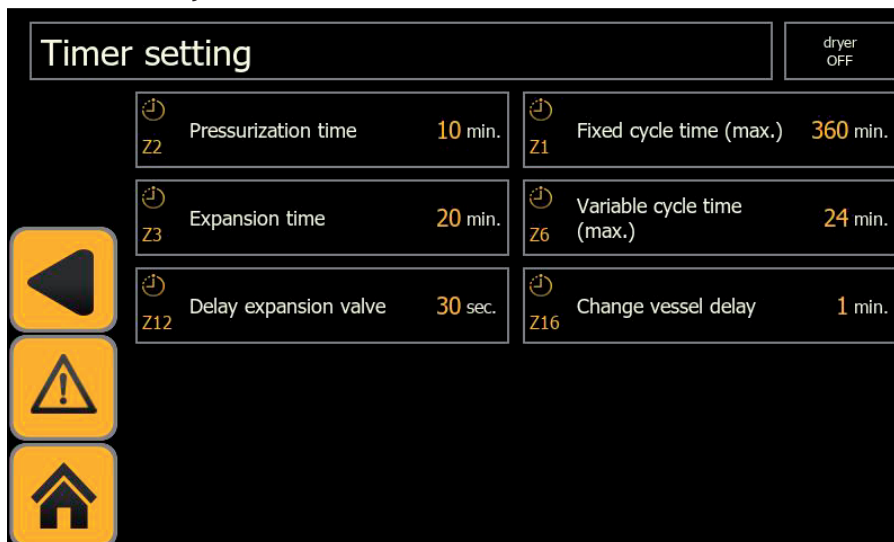 Timer setting
dryer
OFF
Z2 Pressurization time 10 min.
Z1 Fixed cycle time (max.) 360 min.
Z3 Expansion time 20 min.
Z6 Variable cycle time
(max.) 24 min.
Z12 Delay expansion valve 30 sec.
Z16 Change vessel delay 1 min.